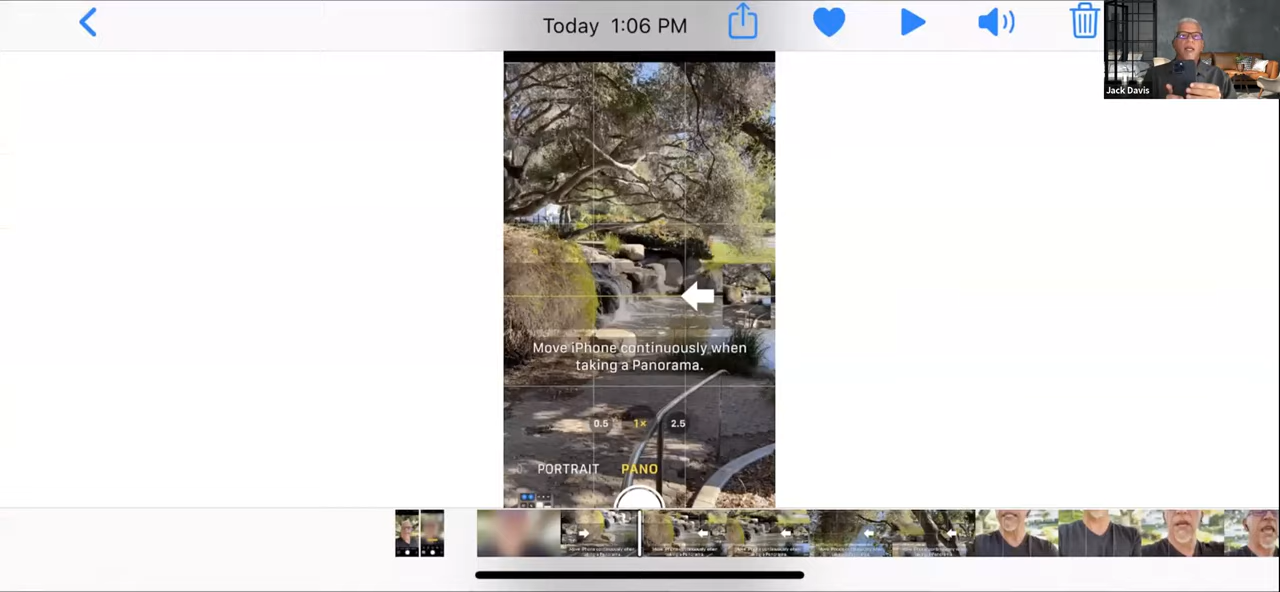 Today 1:06 PM
Jack Davis
Move iPhone continuously when
taking a Panorama.
0.5 1× 2.5
PORTRAIT PANO